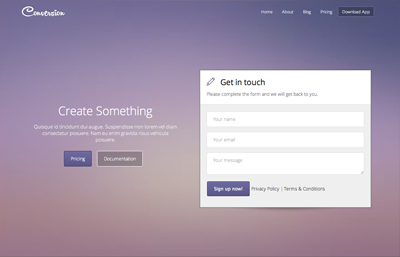 Conversion
Home About Blog Pricing Download App
Create Something
Quisque id tincidunt dui augue. Suspendisse non lorem vel diam
consectetur posuere. Nam eu enim gravida risus vehicula
posuere.
Pricing Documentation
Get in touch
Please complete the form and we will get back to you.
Your name
Your email
Your message
Sign up now! Privacy Policy | Terms & Conditions